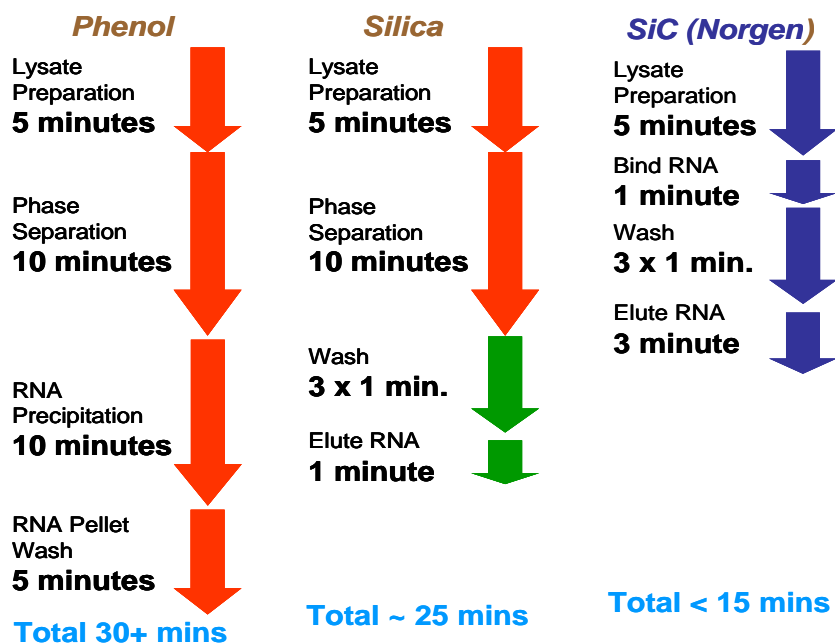 Phenol
Lysate
Preparation
5 minutes
Phase
Separation
10 minutes
RNA
Precipitation
10 minutes
RNA Pellet
Wash
5 minutes
Total 30+ mins
Silica
Lysate
Preparation
5 minutes
Phase
Separation
10 minutes
Wash
3 x 1 min.
Elute RNA
1 minute
Total ~ 25 mins
SiC (Norgen)
Lysate
Preparation
5 minutes
Bind RNA
1 minute
Wash
3 x 1 min.
Elute RNA
3 minute
Total < 15 mins